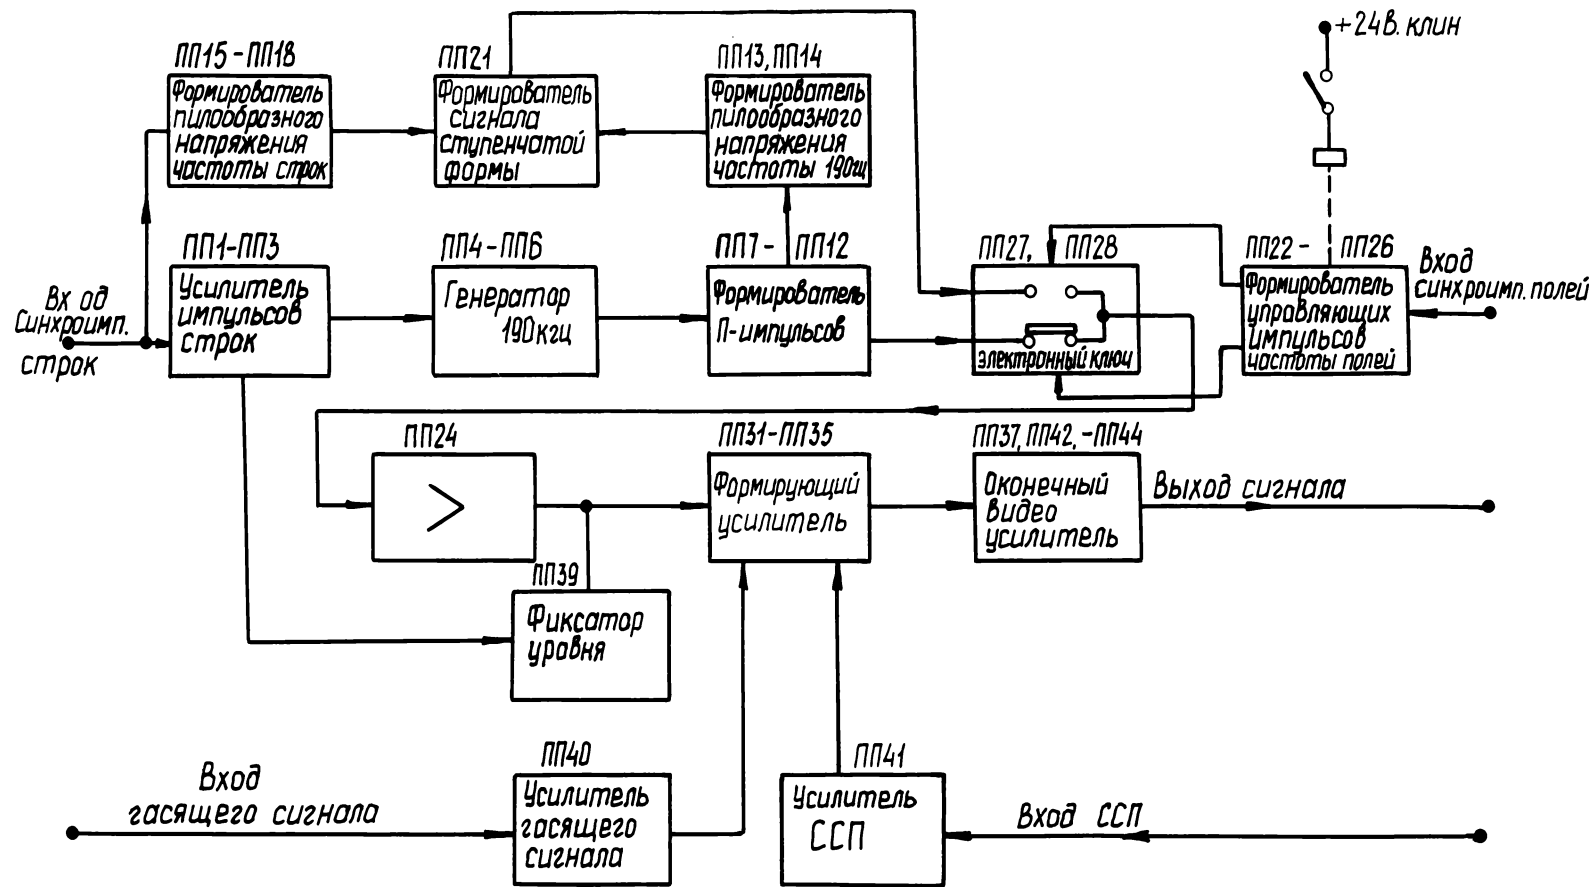 +24В. клин
ПП15-ПП18
Формирователь
пилообразного
напряжения
частоты строк
ПП21
Формирователь
сигнала
ступенчатой
формы
ПП13, ПП14
Формирователь
пилообразного
напряжения
частоты 190гц
Вход
Синхроимп.
строк
ПП1-ПП3
Усилитель
импульсов
строк
ПП4-ПП6
Генератор
190кгц
ПП7- ПП12
Формирователь
П-импульсов
ПП27, ПП28
электронный ключ
ПП22- ПП26
Формирователь
управляющих
импульсов
частоты полей
Вход
синхроимп. полей
ПП24
>
ПП31-ПП35
Формирующий
усилитель
ПП37, ПП42,-ПП44
Оконечный
видео
усилитель
Выход сигнала
ПП39
Фиксатор
уровня
Вход
гасящего сигнала
ПП40
Усилитель
гасящего
сигнала
ПП41
Усилитель
ССП
Вход ССП